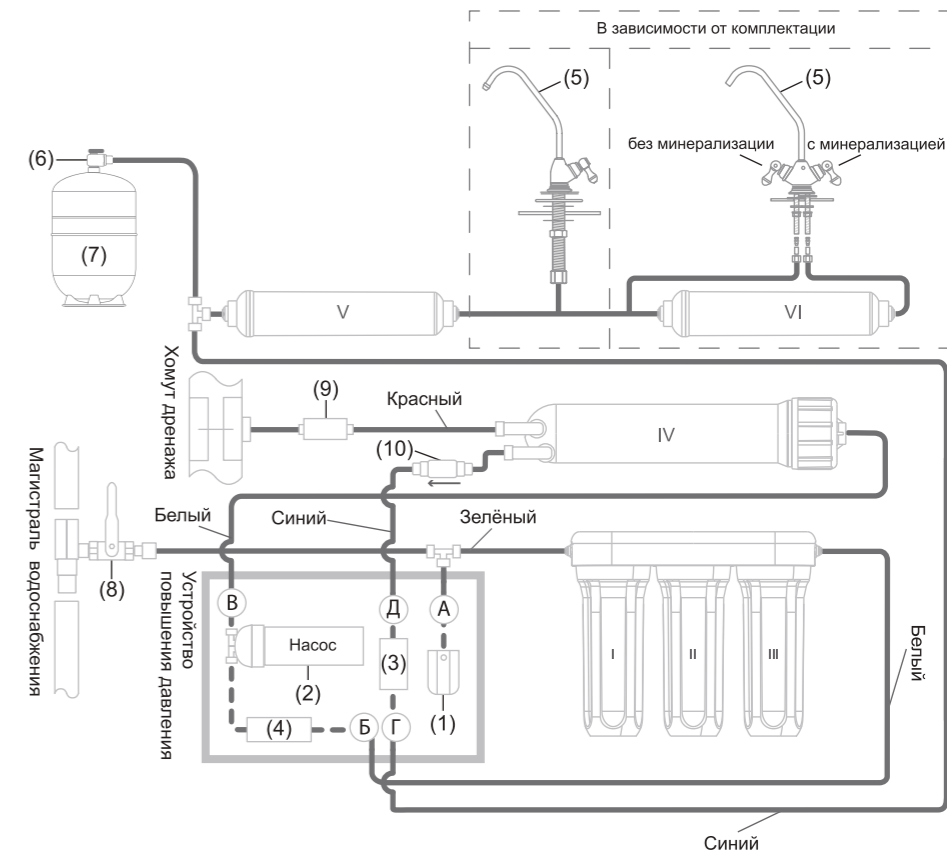 В зависимости от комплектации
(5)
(5)
без минерализации
с минерализацией
(6)
(7)
V
VI
Хомут дренажа
(9)
Красный
IV
(10)
Магистраль водоснабжения
Белый
Синий
Зелёный
(8)
Устройство
повышения давления
В
Д
А
Насос
(2)
(3)
(1)
I
II
III
Белый
(4)
Б
Г
Синий